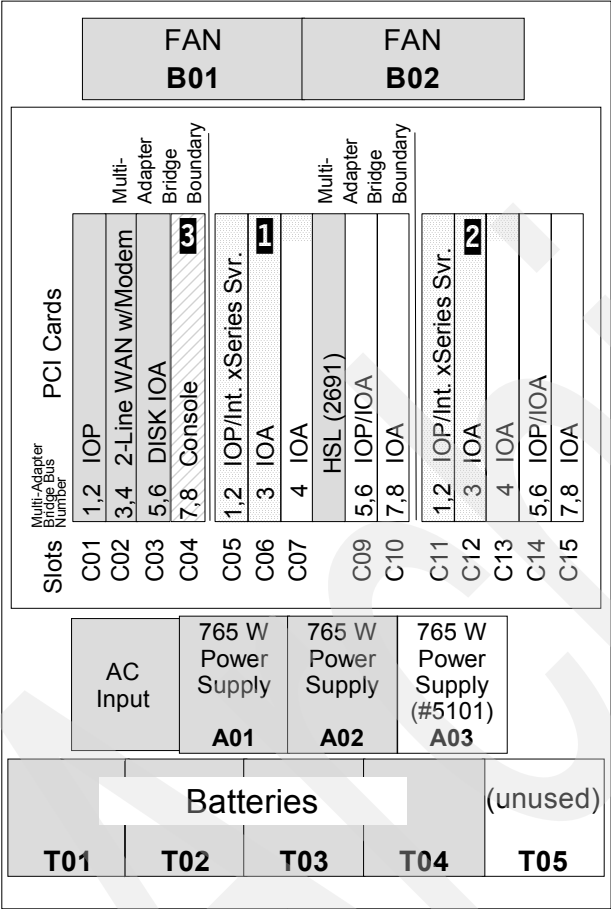 FAN
B01
FAN
B02
Multi-
Adapter
Bridge
Boundary
Multi-
Adapter
Bridge
Boundary
PCI Cards
Multi-Adapter
Bridge Bus
Number
Slots
C01 1,2 IOP
C02 3,4 2-Line WAN w/Modem
C03 5,6 DISK IOA
C04 7,8 Console 3
C05 1,2 IOP/Int. xSeries Svr.
C06 3 IOA 1
C07 4 IOA
HSL (2691)
C09 5,6 IOP/IOA
C10 7,8 IOA
C11 1,2 IOP/Int. xSeries Svr.
C12 3 IOA 2
C13 4 IOA
C14 5,6 IOP/IOA
C15 7,8 IOA
AC
Input
765 W
Power
Supply
A01
765 W
Power
Supply
A02
765 W
Power
Supply
(#5101)
A03
Batteries
(unused)
T01
T02
T03
T04
T05